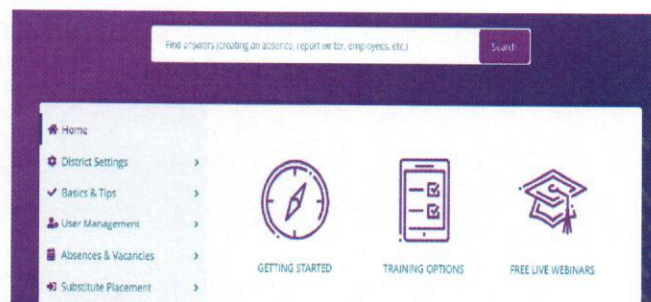 Find answers (creating an absence, report writer, employees, etc.)
Search
Home
District Settings
Basics & Tips
User Management
Absences & Vacancies
Substitute Placement
GETTING STARTED
TRAINING OPTIONS
FREE LIVE WEBINARS